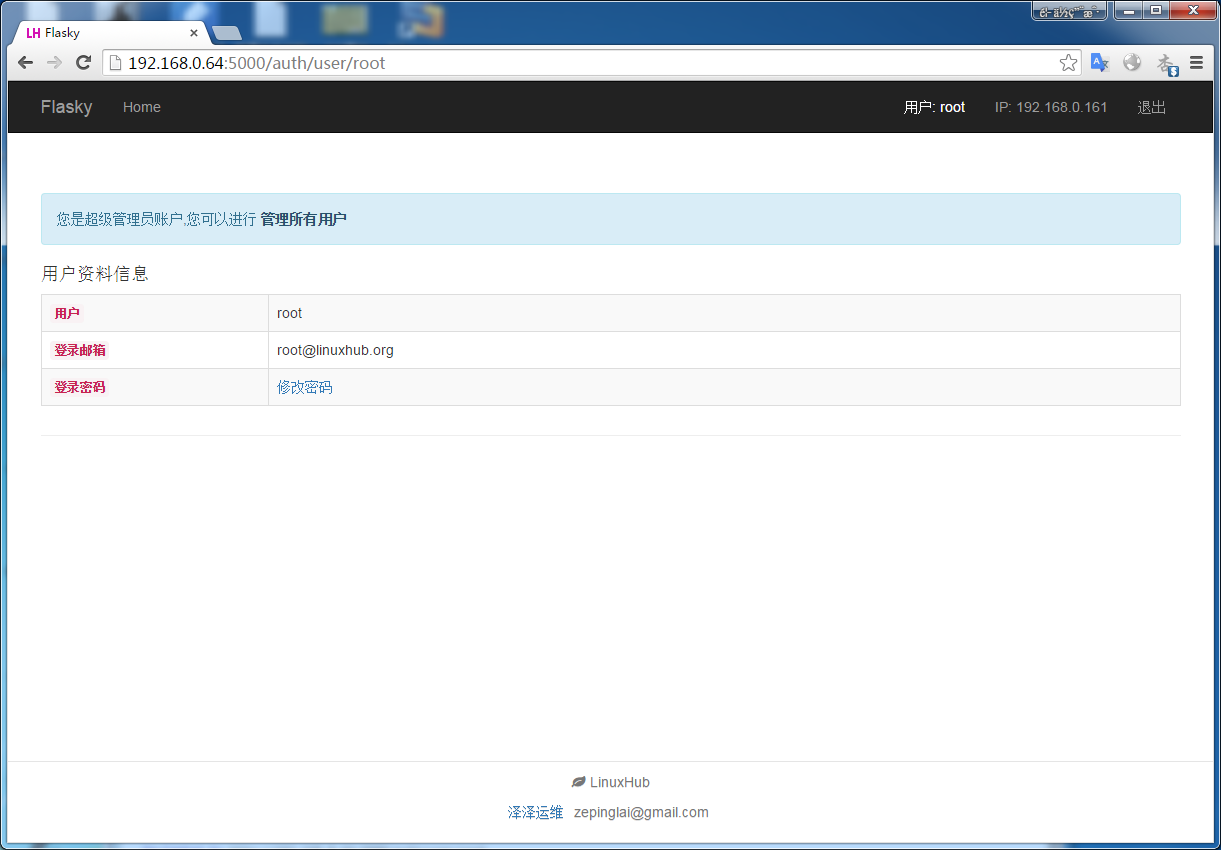 LH Flasky
192.168.0.64:5000/auth/user/root
Flasky Home 用户: root IP: 192.168.0.161 退出
您是超级管理员账户,您可以进行 管理所有用户
用户资料信息
用户 root
登录邮箱 root@linuxhub.org
登录密码 修改密码
LinuxHub
泽泽运维 zepinglai@gmail.com